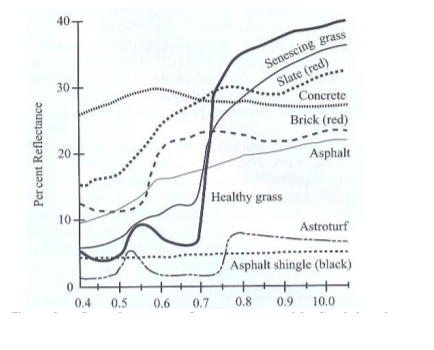 40
Senescing grass
Slate (red)
30
Concrete
Brick (red)
Percent Reflectance
20
Asphalt
Healthy grass
10
Astroturf
Asphalt shingle (black)
0
0.4 0.5 0.6 0.7 0.8 0.9 10.0